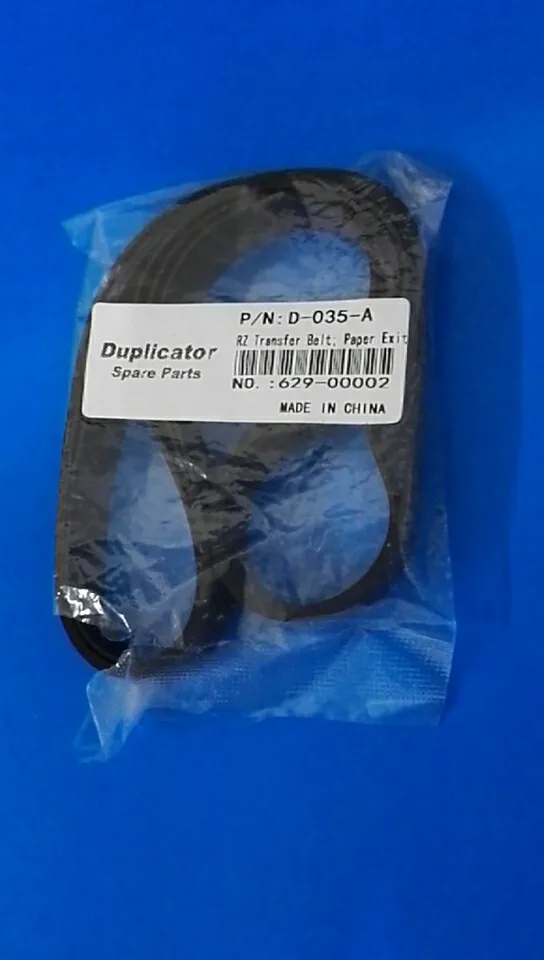 P/N:D-035-A
Duplicator
Spare Parts
RZ Transfer Belt; Paper Exit
NO.:629-00002
MADE IN CHINA